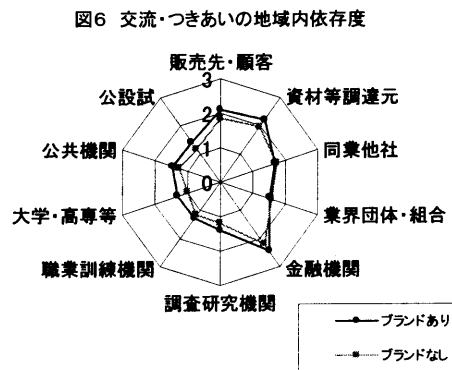 図6 交流・つきあいの地域内依存度
販売先・顧客
資材等調達元
同業他社
業界団体・組合
金融機関
調査研究機関
職業訓練機関
大学・高専等
公共機関
公設試
3
2
1
0
ブランドあり
ブランドなし